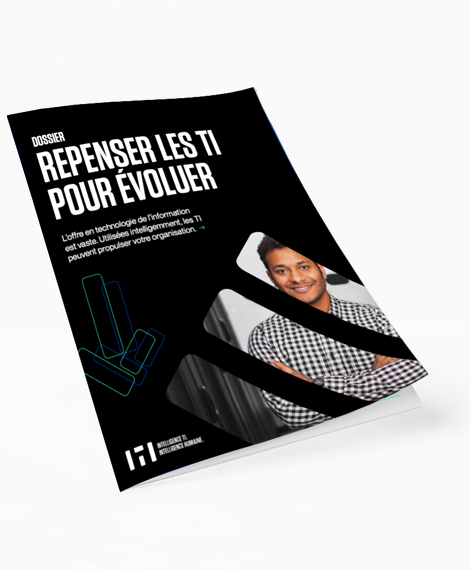 DOSSIER
REPENSER LES TI
POUR ÉVOLUER
L'offre en technologie de l'information
est vaste. Utilisées intelligemment, les TI
peuvent propulser votre organisation. →
ITI
INTELLIGENCE TI.
INTELLIGENCE HUMAINE.